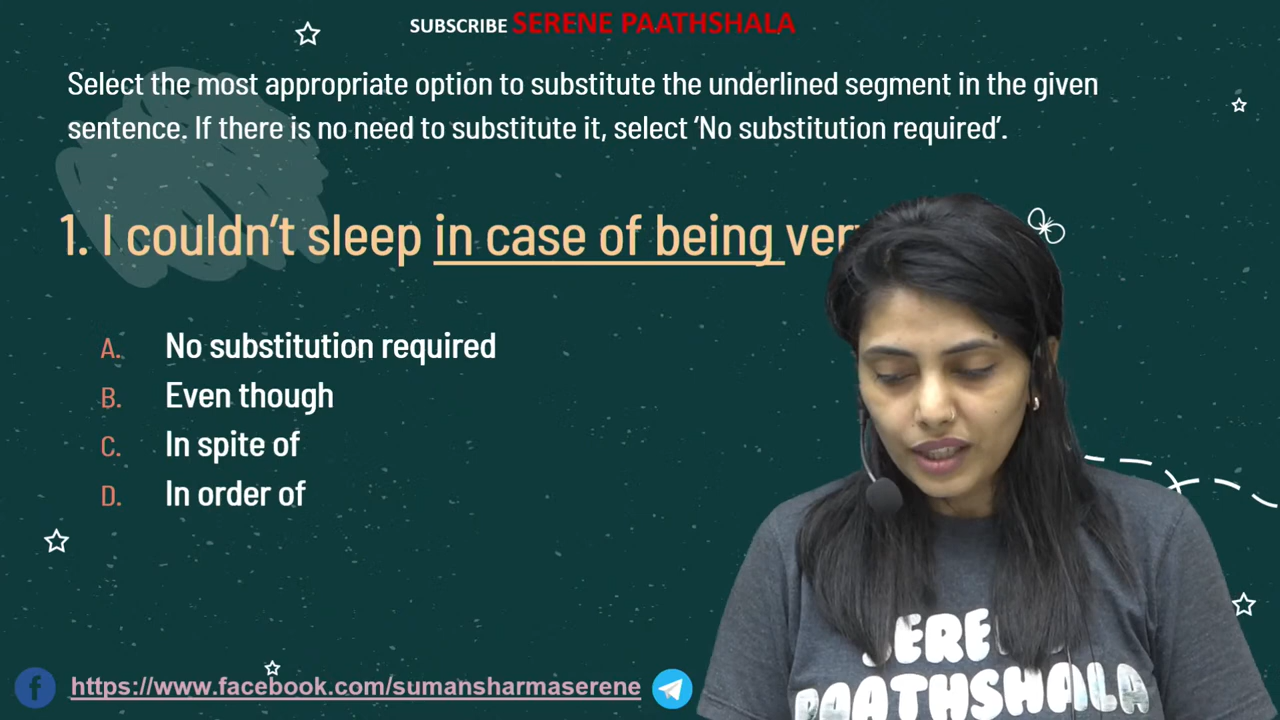 SUBSCRIBE SERENE PAATHSHALA
Select the most appropriate option to substitute the underlined segment in the given
sentence. If there is no need to substitute it, select ‘No substitution required’.
1. I couldn’t sleep in case of being
A. No substitution required
B. Even though
C. In spite of
D. In order of
PAATHSHALA
https://www.facebook.com/sumansharmaserene